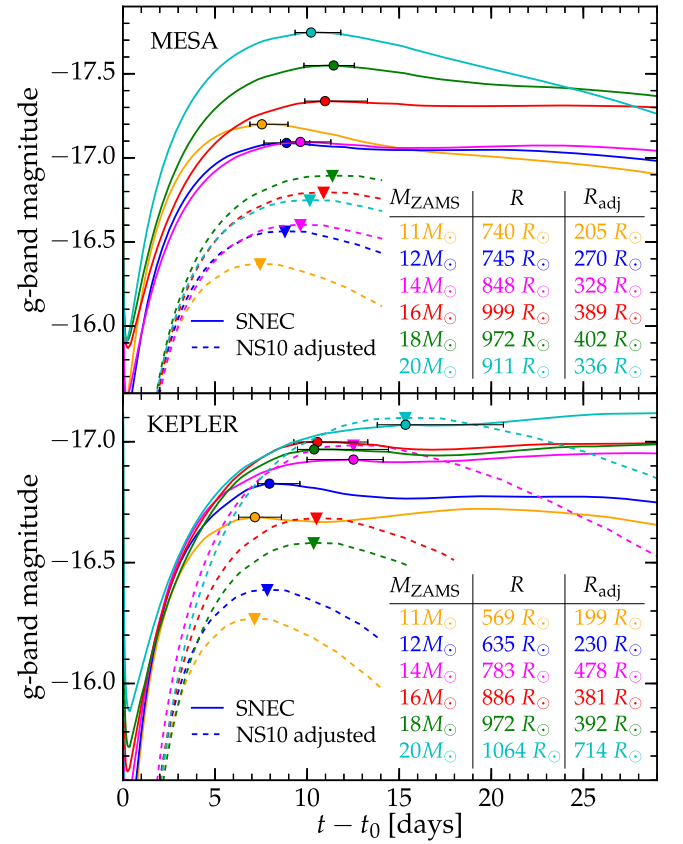 MESA
g-band magnitude
−17.5
−17.0
−16.5
−16.0
M_ZAMS R R_adj
11M⊙ 740 R⊙ 205 R⊙
12M⊙ 745 R⊙ 270 R⊙
14M⊙ 848 R⊙ 328 R⊙
16M⊙ 999 R⊙ 389 R⊙
18M⊙ 972 R⊙ 402 R⊙
20M⊙ 911 R⊙ 336 R⊙
SNEC
NS10 adjusted
KEPLER
g-band magnitude
−17.0
−16.5
−16.0
M_ZAMS R R_adj
11M⊙ 569 R⊙ 199 R⊙
12M⊙ 635 R⊙ 230 R⊙
14M⊙ 783 R⊙ 478 R⊙
16M⊙ 886 R⊙ 381 R⊙
18M⊙ 972 R⊙ 392 R⊙
20M⊙ 1064 R⊙ 714 R⊙
SNEC
NS10 adjusted
0 5 10 15 20 25
t − t₀ [days]